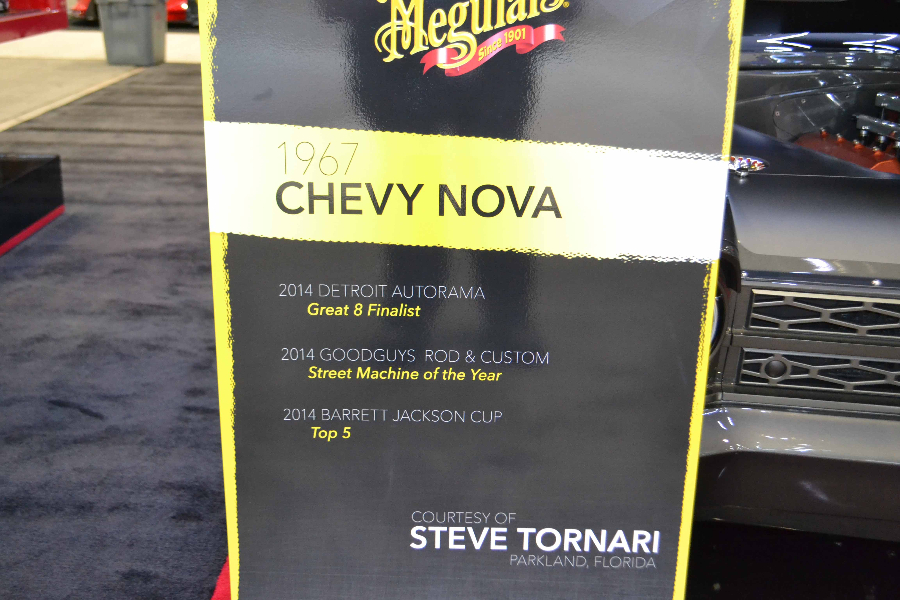 Meguiar's
Since 1901
1967
CHEVY NOVA
2014 DETROIT AUTORAMA
Great 8 Finalist
2014 GOODGUYS ROD & CUSTOM
Street Machine of the Year
2014 BARRETT JACKSON CUP
Top 5
COURTESY OF
STEVE TORNARI
PARKLAND, FLORIDA